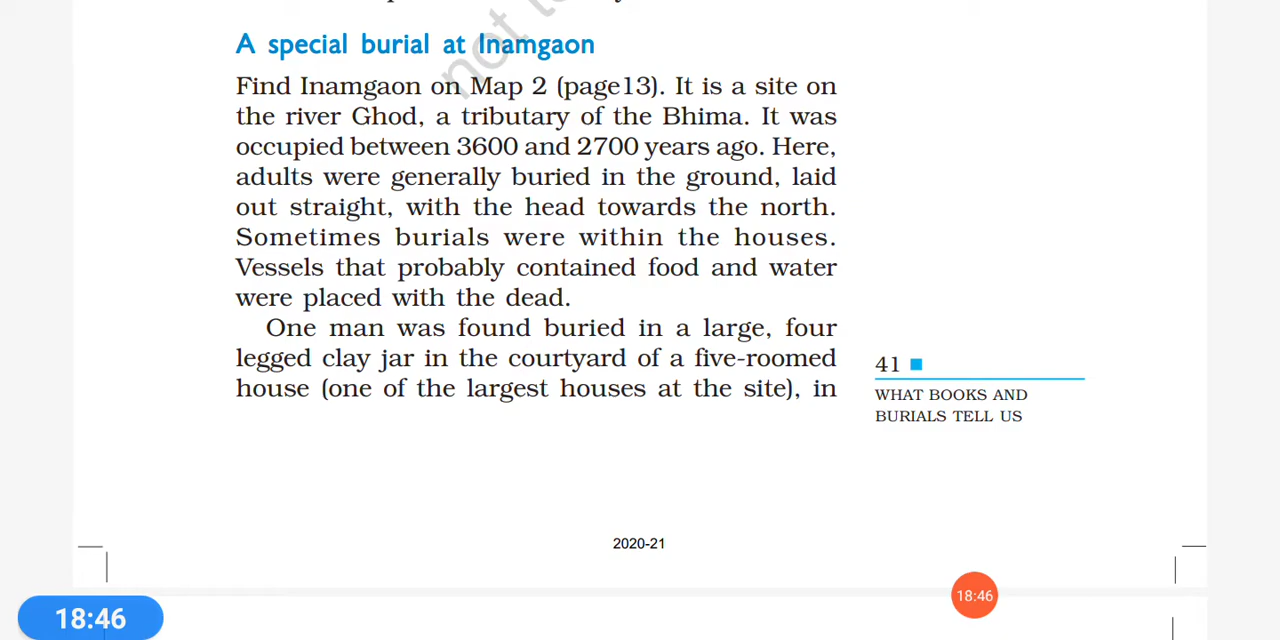 not to
A special burial at Inamgaon
Find Inamgaon on Map 2 (page13). It is a site on
the river Ghod, a tributary of the Bhima. It was
occupied between 3600 and 2700 years ago. Here,
adults were generally buried in the ground, laid
out straight, with the head towards the north.
Sometimes burials were within the houses.
Vessels that probably contained food and water
were placed with the dead.
One man was found buried in a large, four
legged clay jar in the courtyard of a five-roomed
house (one of the largest houses at the site), in
41
WHAT BOOKS AND
BURIALS TELL US
2020-21
18:46
18:46